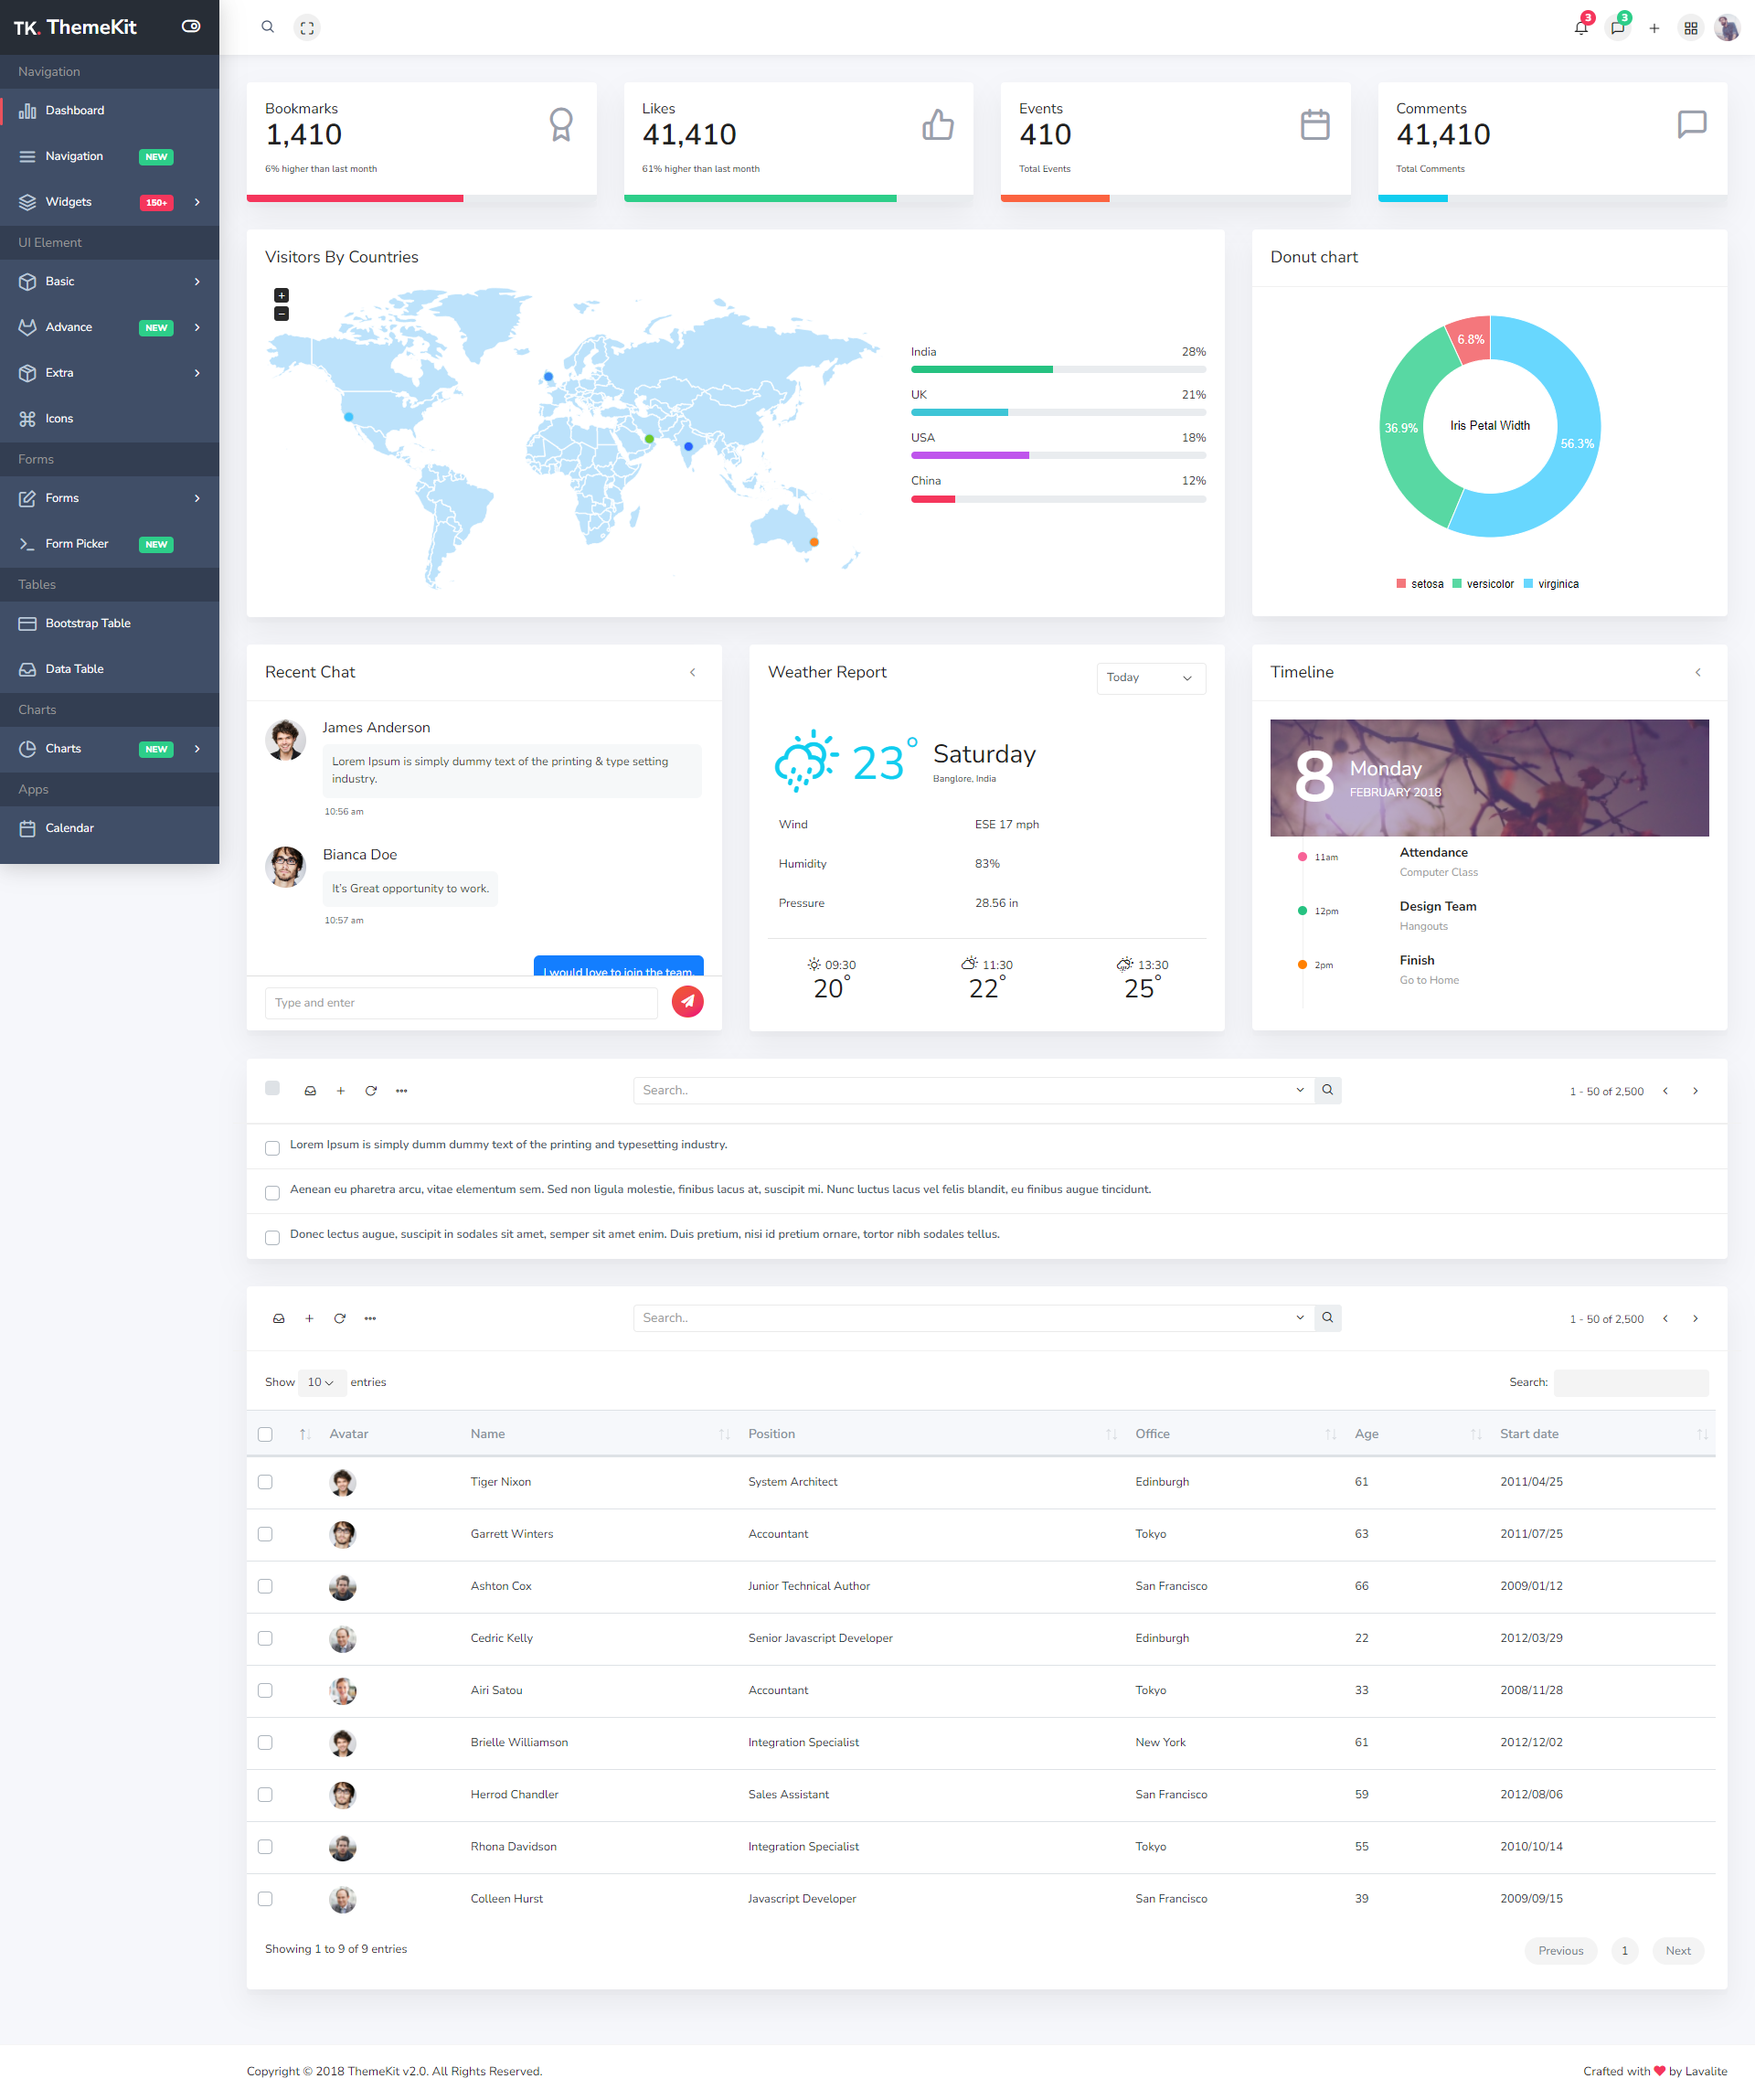 TK. ThemeKit
3
3
Navigation
Dashboard
Navigation NEW
Widgets 150+
UI Element
Basic
Advance NEW
Extra
Icons
Forms
Forms
Form Picker NEW
Tables
Bootstrap Table
Data Table
Charts
Charts NEW
Apps
Calendar
Bookmarks
1,410
6% higher than last month
Likes
41,410
61% higher than last month
Events
410
Total Events
Comments
41,410
Total Comments
Visitors By Countries
+
−
India 28%
UK 21%
USA 18%
China 12%
Donut chart
6.8%
36.9%
Iris Petal Width
56.3%
setosa versicolor virginica
Recent Chat
James Anderson
Lorem Ipsum is simply dummy text of the printing & type setting
industry.
10:56 am
Bianca Doe
It's Great opportunity to work.
10:57 am
I would love to join the team.
Type and enter
Weather Report
Today
23°
Saturday
Banglore, India
Wind ESE 17 mph
Humidity 83%
Pressure 28.56 in
09:30 11:30 13:30
20° 22° 25°
Timeline
8
Monday
FEBRUARY 2018
11am Attendance
Computer Class
12pm Design Team
Hangouts
2pm Finish
Go to Home
Search..
1 - 50 of 2,500
Lorem Ipsum is simply dumm dummy text of the printing and typesetting industry.
Aenean eu pharetra arcu, vitae elementum sem. Sed non ligula molestie, finibus lacus at, suscipit mi. Nunc luctus lacus vel felis blandit, eu finibus augue tincidunt.
Donec lectus augue, suscipit in sodales sit amet, semper sit amet enim. Duis pretium, nisi id pretium ornare, tortor nibh sodales tellus.
Search..
1 - 50 of 2,500
Show 10 entries
Search:
Avatar Name Position Office Age Start date
Tiger Nixon System Architect Edinburgh 61 2011/04/25
Garrett Winters Accountant Tokyo 63 2011/07/25
Ashton Cox Junior Technical Author San Francisco 66 2009/01/12
Cedric Kelly Senior Javascript Developer Edinburgh 22 2012/03/29
Airi Satou Accountant Tokyo 33 2008/11/28
Brielle Williamson Integration Specialist New York 61 2012/12/02
Herrod Chandler Sales Assistant San Francisco 59 2012/08/06
Rhona Davidson Integration Specialist Tokyo 55 2010/10/14
Colleen Hurst Javascript Developer San Francisco 39 2009/09/15
Showing 1 to 9 of 9 entries
Previous 1 Next
Copyright © 2018 ThemeKit v2.0. All Rights Reserved.
Crafted with ♥ by Lavalite